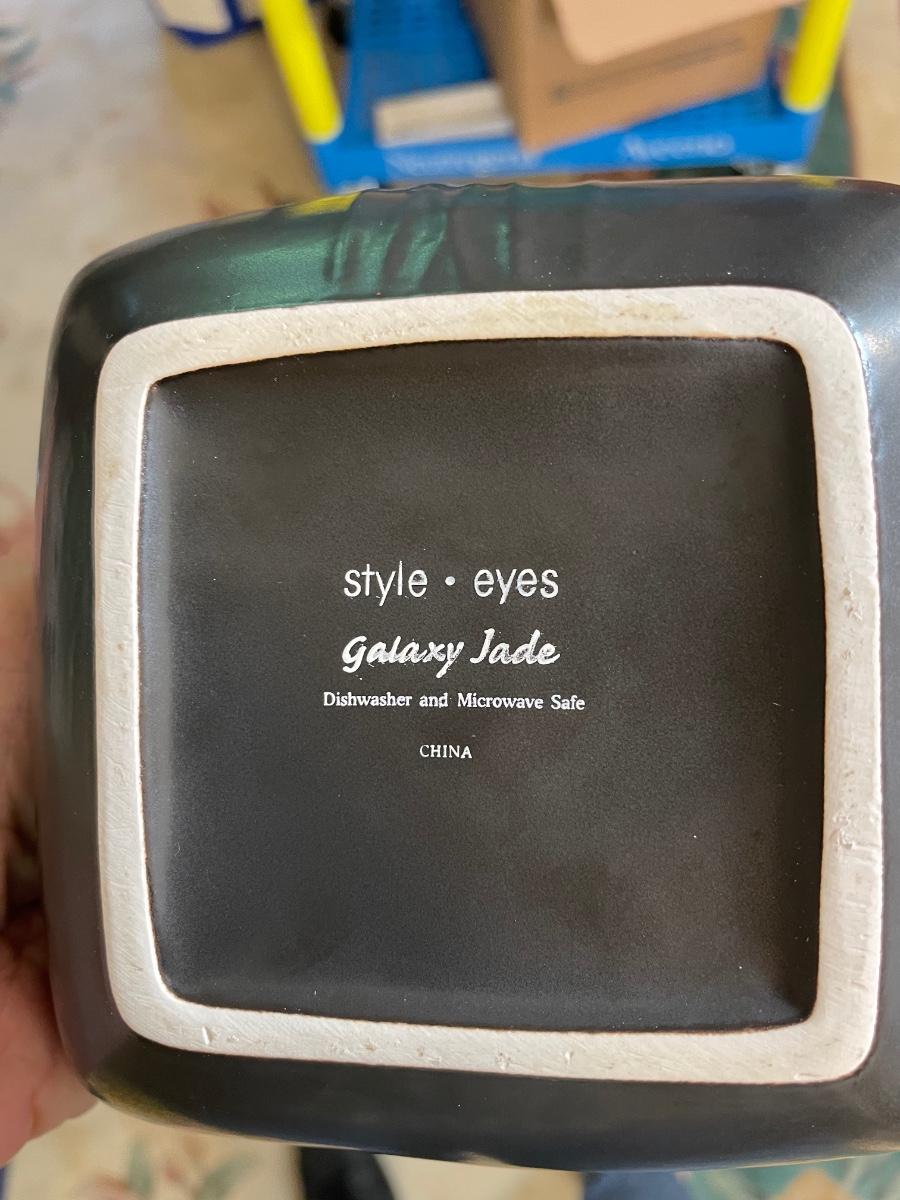 style • eyes
Galaxy Jade
Dishwasher and Microwave Safe
CHINA